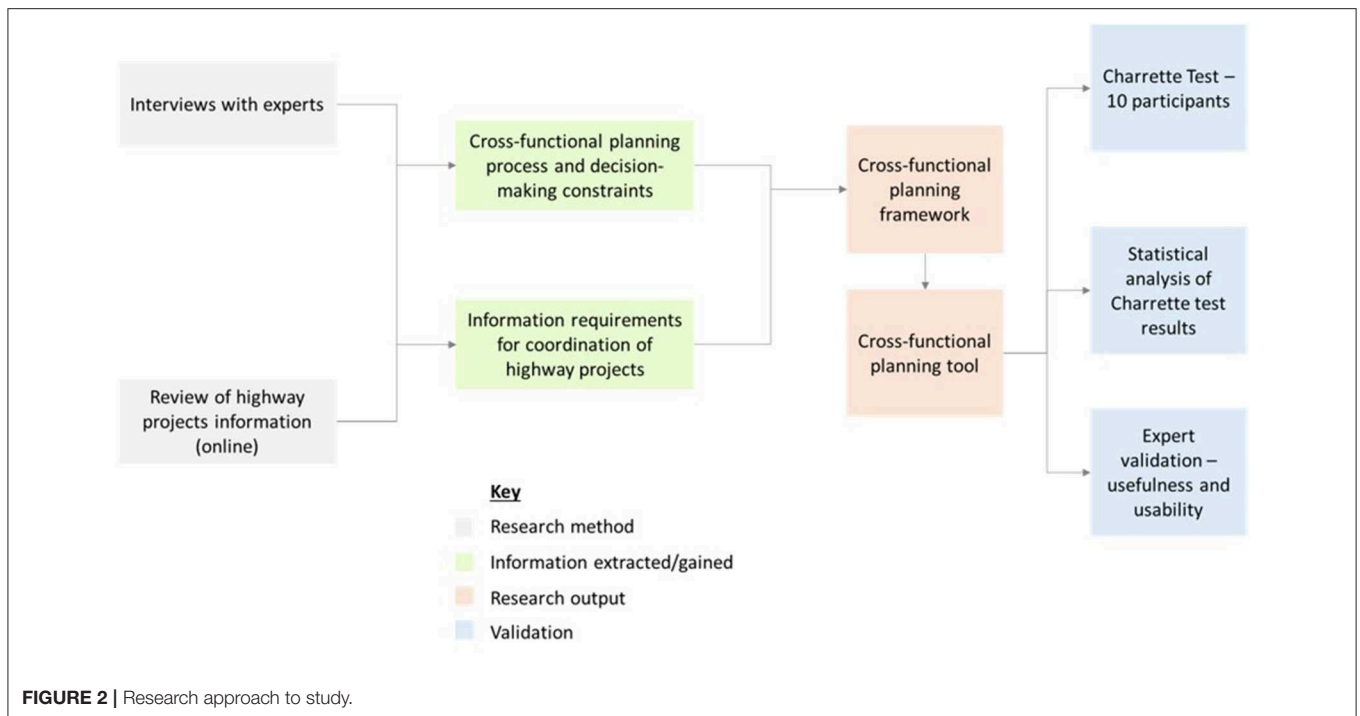 Interviews with experts
Review of highway
projects information
(online)
Cross-functional planning
process and decision-
making constraints
Information requirements
for coordination of
highway projects
Cross-functional
planning
framework
Cross-functional
planning tool
Charrette Test –
10 participants
Statistical
analysis of
Charrette test
results
Expert
validation –
usefulness and
usability
Key
Research method
Information extracted/gained
Research output
Validation
FIGURE 2 | Research approach to study.